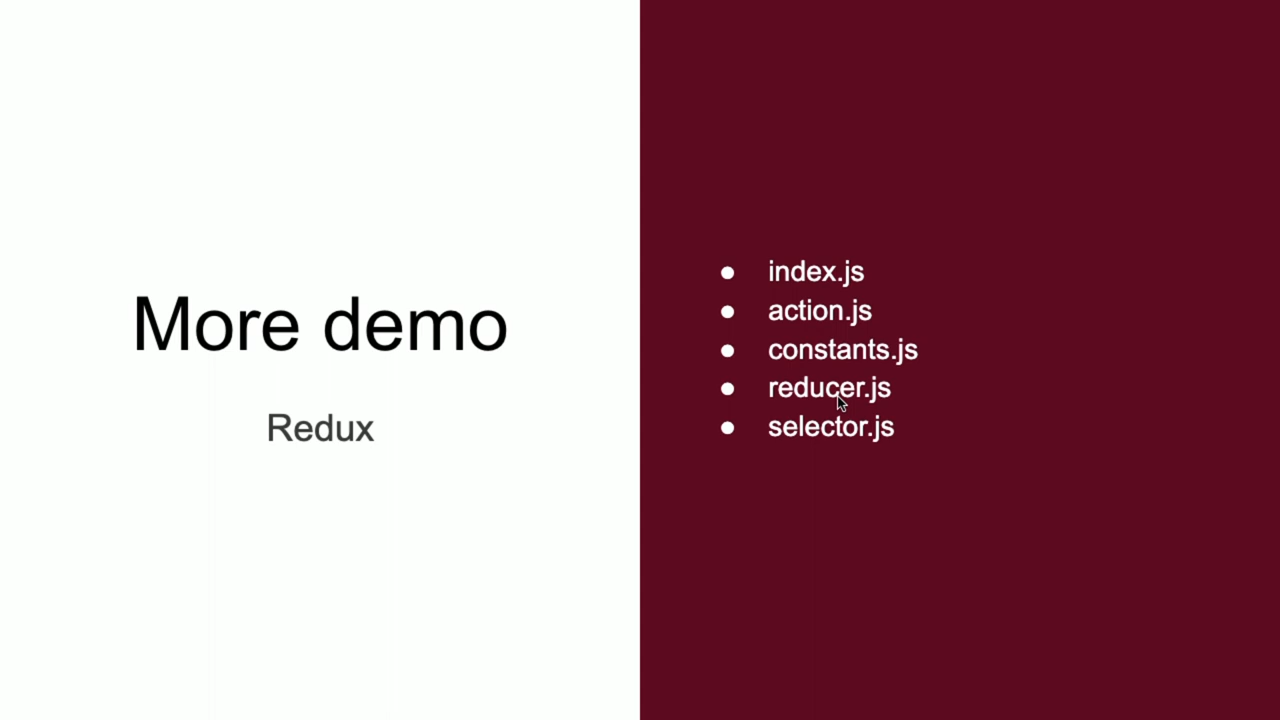 More demo
Redux
● index.js
● action.js
● constants.js
● reducer.js
● selector.js